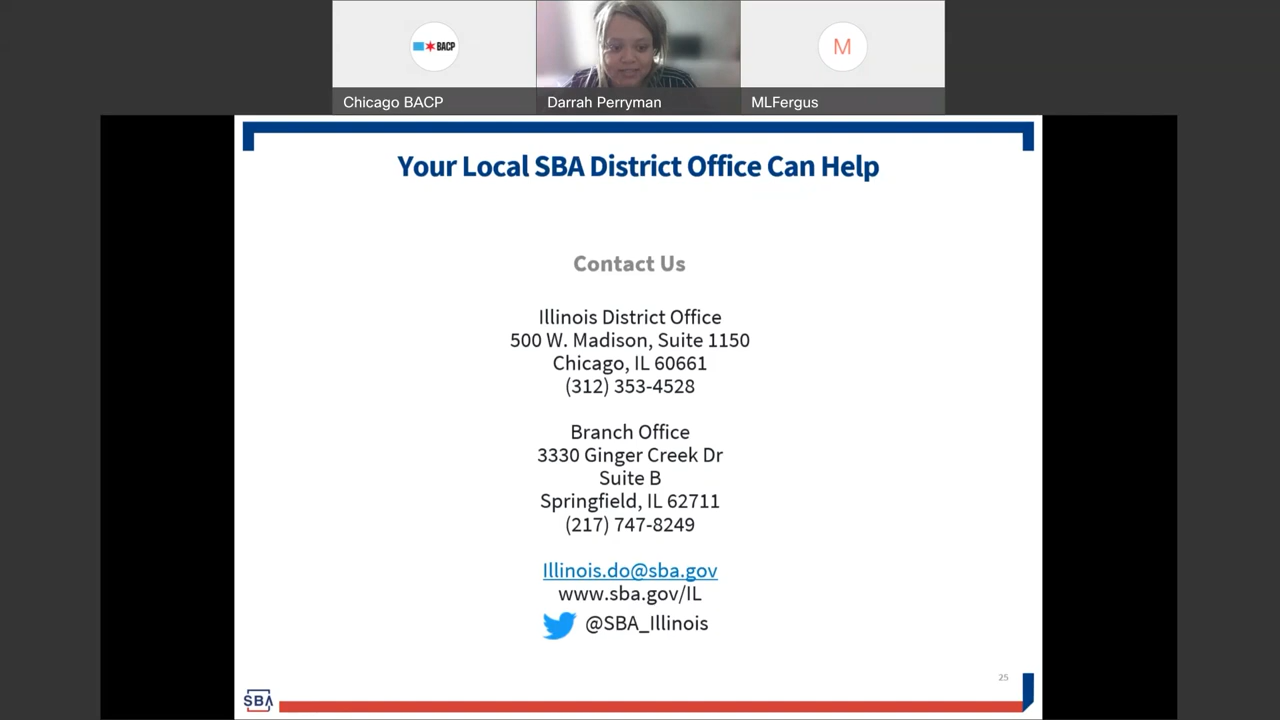 BACP
M
Chicago BACP
Darrah Perryman
MLFergus
Your Local SBA District Office Can Help
Contact Us
Illinois District Office
500 W. Madison, Suite 1150
Chicago, IL 60661
(312) 353-4528
Branch Office
3330 Ginger Creek Dr
Suite B
Springfield, IL 62711
(217) 747-8249
Illinois.do@sba.gov
www.sba.gov/IL
@SBA_Illinois
25
SBA